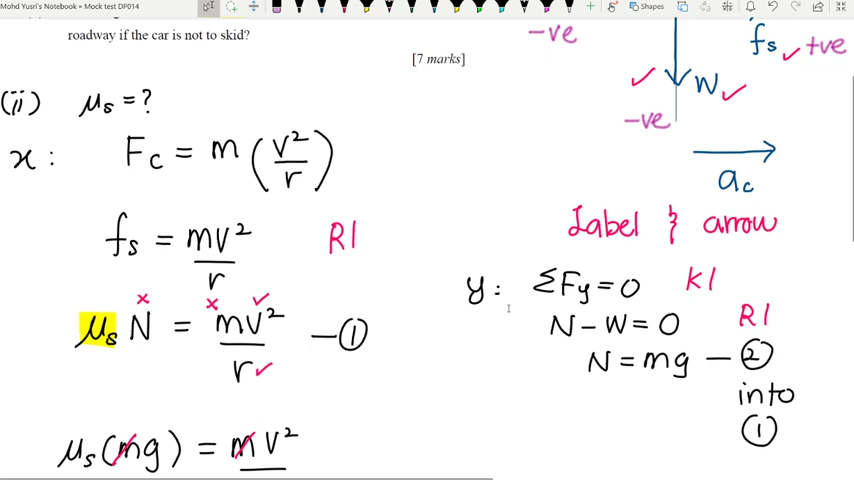 Mohd Yusri's Notebook » Mock test DP014
Shapes
roadway if the car is not to skid?
[7 marks]
(ii) μs = ?
x : Fc = m (v²/r)
fs = mv²/r R1
μs N = mv²/r — ①
μs(mg) = mv²
-ve
fs +ve
W
-ve
ac
Label & arrow
y : ΣFy = 0 K1
N - W = 0 R1
N = mg — ②
into
①